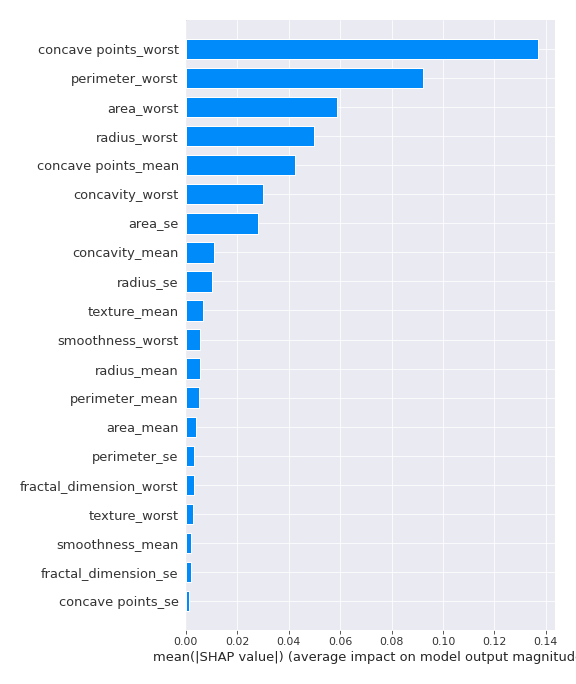 concave points_worst
perimeter_worst
area_worst
radius_worst
concave points_mean
concavity_worst
area_se
concavity_mean
radius_se
texture_mean
smoothness_worst
radius_mean
perimeter_mean
area_mean
perimeter_se
fractal_dimension_worst
texture_worst
smoothness_mean
fractal_dimension_se
concave points_se
0.00 0.02 0.04 0.06 0.08 0.10 0.12 0.14
mean(|SHAP value|) (average impact on model output magnitud